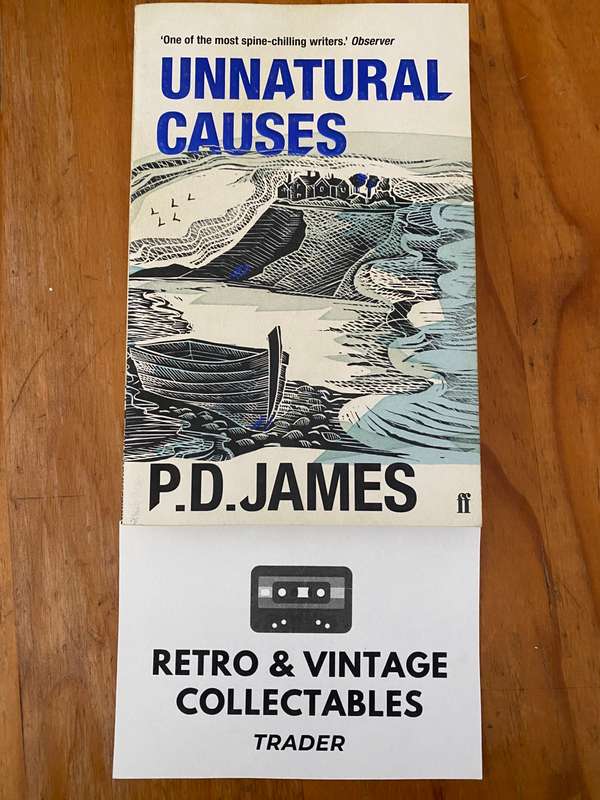 ‘One of the most spine-chilling writers.’ Observer
UNNATURAL
CAUSES
P.D.JAMES
ff
RETRO & VINTAGE
COLLECTABLES
TRADER